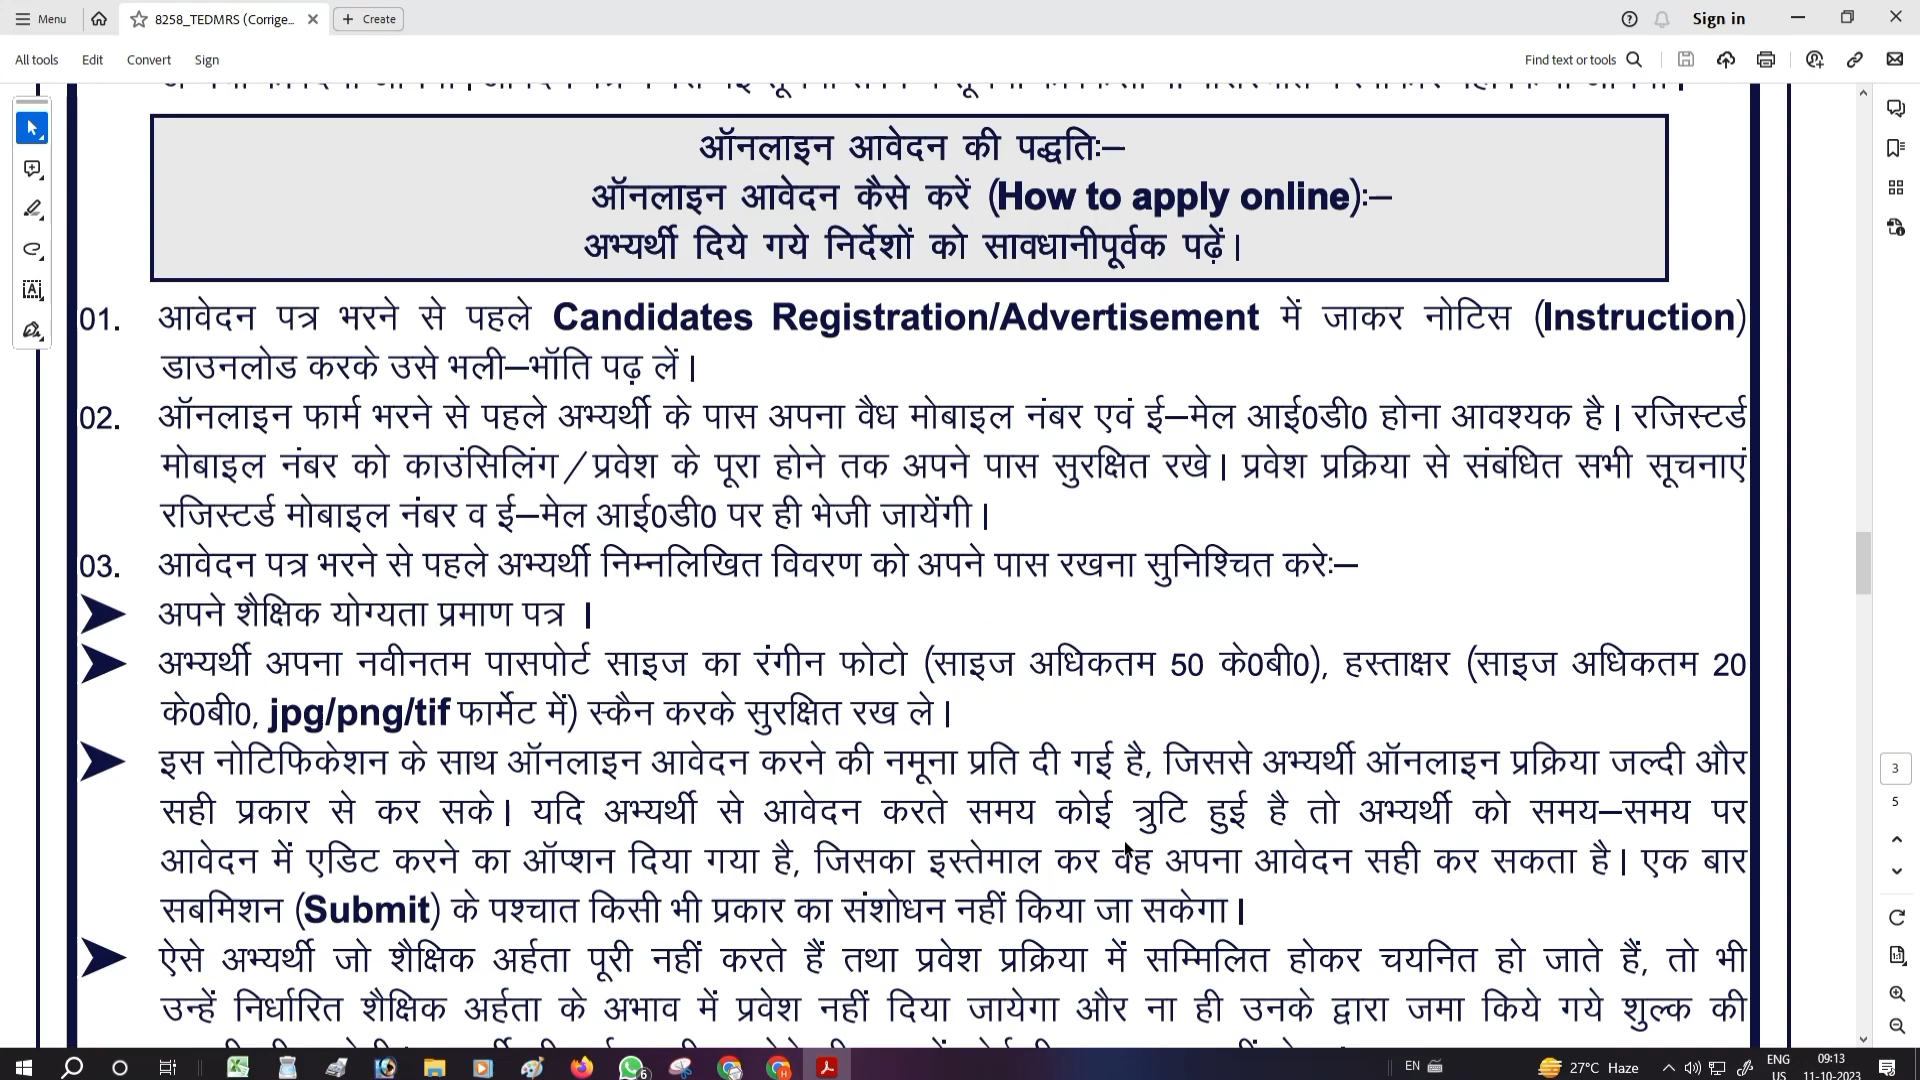 Menu
8258_TEDMRS (Corrige...
Create
Sign in
All tools Edit Convert Sign
Find text or tools
ऑनलाइन आवेदन की पद्धतिः–
ऑनलाइन आवेदन कैसे करें (How to apply online):–
अभ्यर्थी दिये गये निर्देशों को सावधानीपूर्वक पढ़ें।
01. आवेदन पत्र भरने से पहले Candidates Registration/Advertisement में जाकर नोटिस (Instruction)
डाउनलोड करके उसे भली–भॉति पढ़ लें।
02. ऑनलाइन फार्म भरने से पहले अभ्यर्थी के पास अपना वैध मोबाइल नंबर एवं ई–मेल आई0डी0 होना आवश्यक है। रजिस्टर्ड
मोबाइल नंबर को काउंसिलिंग/प्रवेश के पूरा होने तक अपने पास सुरक्षित रखे। प्रवेश प्रक्रिया से संबंधित सभी सूचनाएं
रजिस्टर्ड मोबाइल नंबर व ई–मेल आई0डी0 पर ही भेजी जायेंगी।
03. आवेदन पत्र भरने से पहले अभ्यर्थी निम्नलिखित विवरण को अपने पास रखना सुनिश्चित करेः–
अपने शैक्षिक योग्यता प्रमाण पत्र ।
अभ्यर्थी अपना नवीनतम पासपोर्ट साइज का रंगीन फोटो (साइज अधिकतम 50 के0बी0), हस्ताक्षर (साइज अधिकतम 20
के0बी0, jpg/png/tif फार्मेट में) स्कैन करके सुरक्षित रख ले।
इस नोटिफिकेशन के साथ ऑनलाइन आवेदन करने की नमूना प्रति दी गई है, जिससे अभ्यर्थी ऑनलाइन प्रक्रिया जल्दी और
सही प्रकार से कर सके। यदि अभ्यर्थी से आवेदन करते समय कोई त्रुटि हुई है तो अभ्यर्थी को समय–समय पर
आवेदन में एडिट करने का ऑप्शन दिया गया है, जिसका इस्तेमाल कर वह अपना आवेदन सही कर सकता है। एक बार
सबमिशन (Submit) के पश्चात किसी भी प्रकार का संशोधन नहीं किया जा सकेगा।
ऐसे अभ्यर्थी जो शैक्षिक अर्हता पूरी नहीं करते हैं तथा प्रवेश प्रक्रिया में सम्मिलित होकर चयनित हो जाते हैं, तो भी
उन्हें निर्धारित शैक्षिक अर्हता के अभाव में प्रवेश नहीं दिया जायेगा और ना ही उनके द्वारा जमा किये गये शुल्क की
3
5
6
EN
27°C Haze
ENG
US
09:13
11-10-2023